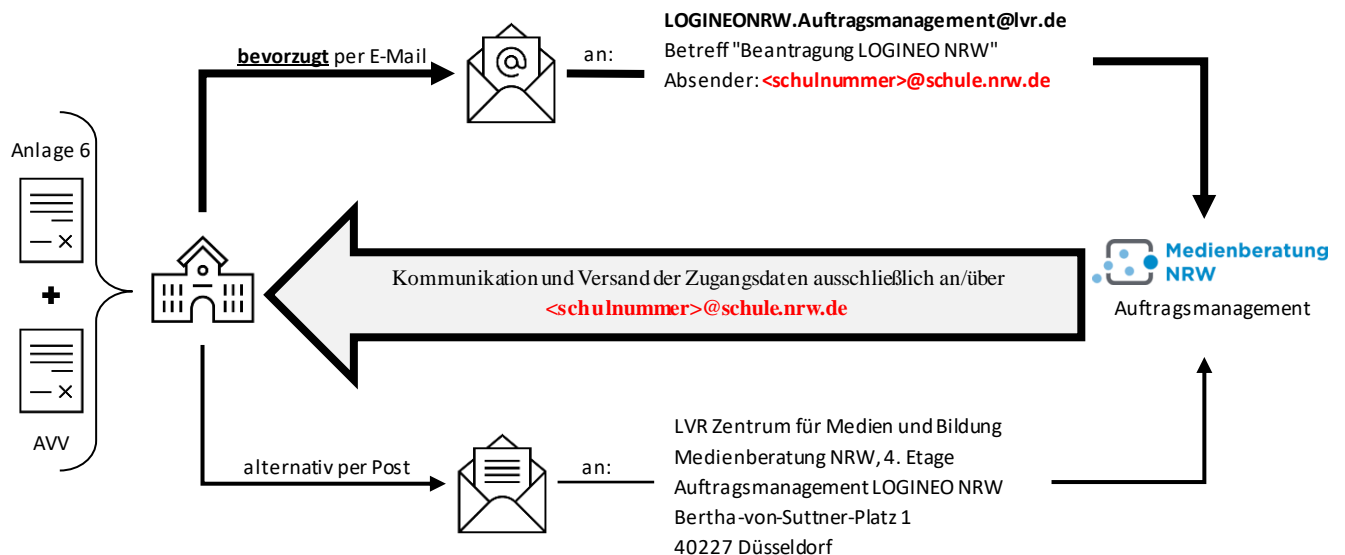 LOGINEONRW.Auftragsmanagement@lvr.de
bevorzugt per E-Mail
an:
Betreff "Beantragung LOGINEO NRW"
Absender: <schulnummer>@schule.nrw.de
Anlage 6
Medienberatung
NRW
Auftragsmanagement
Kommunikation und Versand der Zugangsdaten ausschließlich an/über
<schulnummer>@schule.nrw.de
AVV
alternativ per Post
an:
LVR Zentrum für Medien und Bildung
Medienberatung NRW, 4. Etage
Auftragsmanagement LOGINEO NRW
Bertha-von-Suttner-Platz 1
40227 Düsseldorf